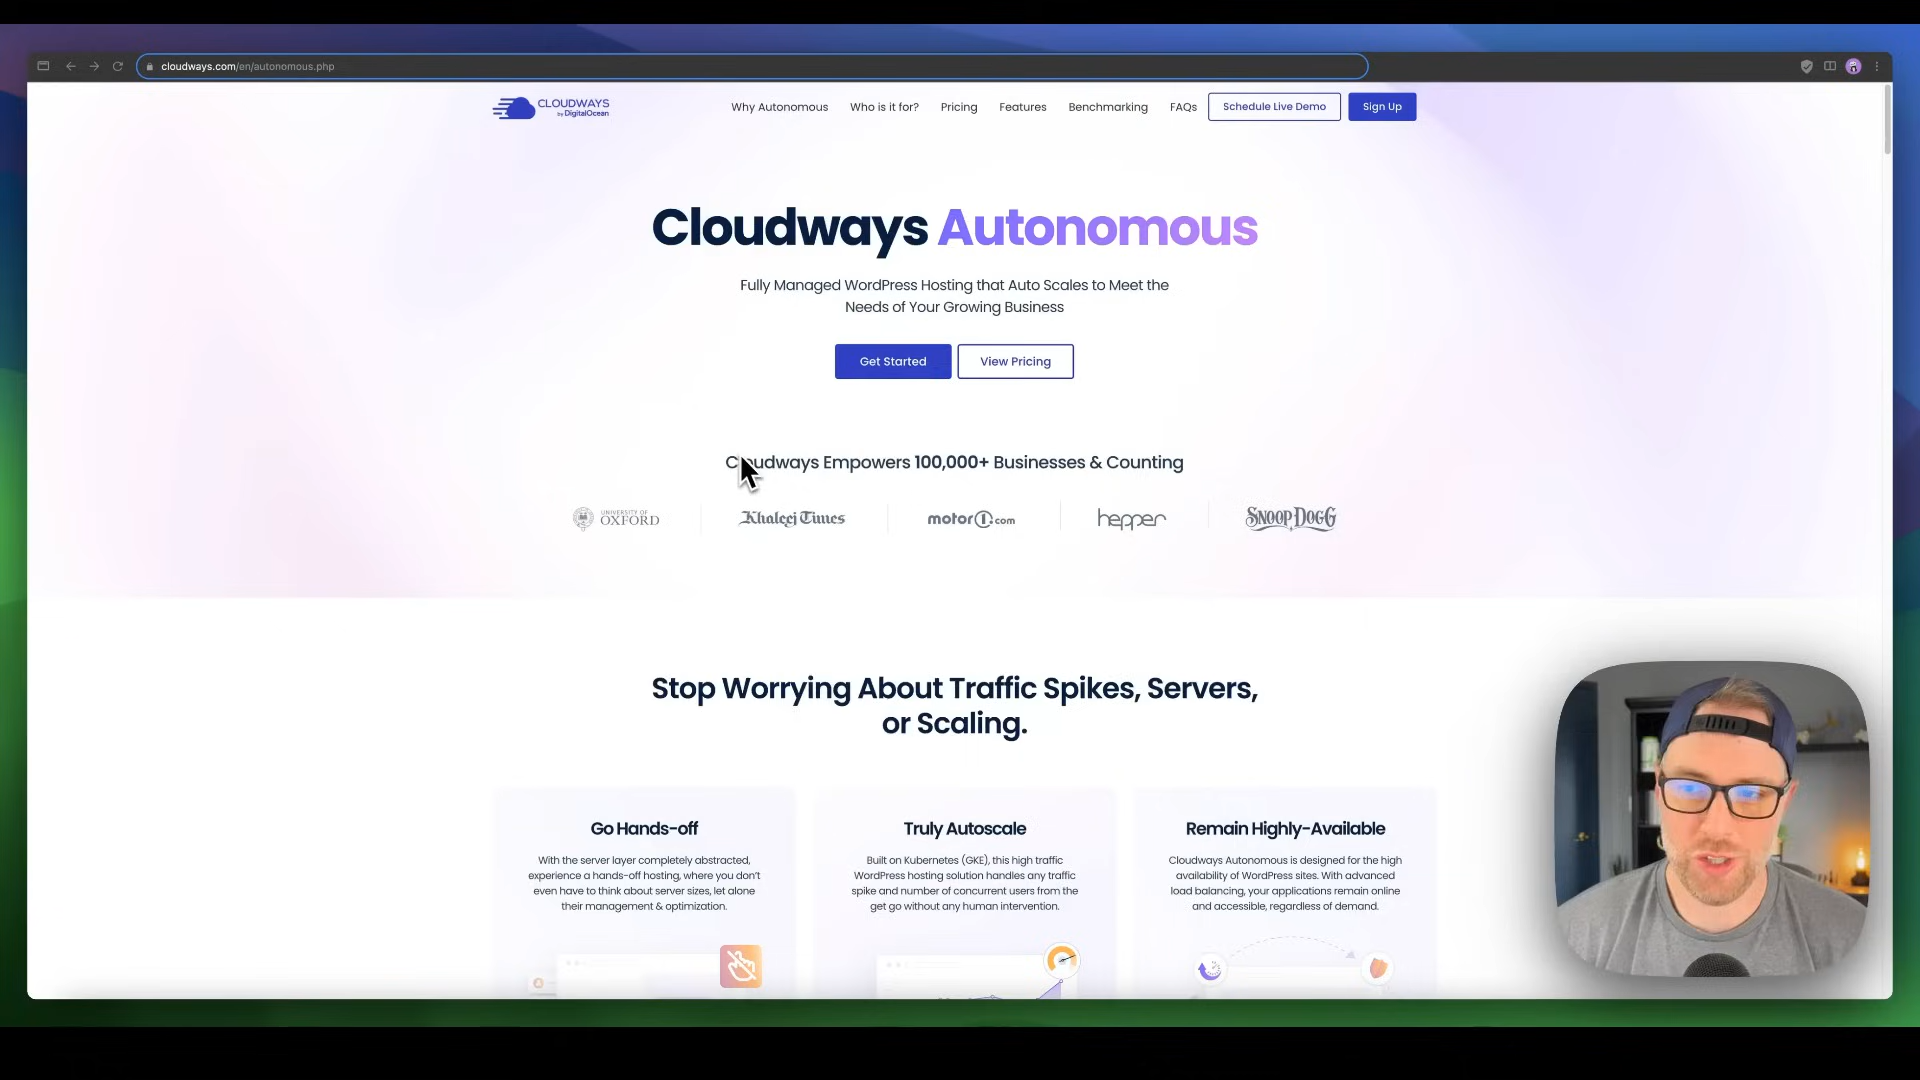 cloudways.com/en/autonomous.php
CLOUDWAYS
by DigitalOcean
Why Autonomous
Who is it for?
Pricing
Features
Benchmarking
FAQs
Schedule Live Demo
Sign Up
Cloudways Autonomous
Fully Managed WordPress Hosting that Auto Scales to Meet the
Needs of Your Growing Business
Get Started
View Pricing
Cloudways Empowers 100,000+ Businesses & Counting
UNIVERSITY OF
OXFORD
Khaleej Times
motor1.com
hepper
SNOOP DOGG
Stop Worrying About Traffic Spikes, Servers,
or Scaling.
Go Hands-off
With the server layer completely abstracted,
experience a hands-off hosting, where you don't
even have to think about server sizes, let alone
their management & optimization.
Truly Autoscale
Built on Kubernetes (GKE), this high traffic
WordPress hosting solution handles any traffic
spike and number of concurrent users from the
get go without any human intervention.
Remain Highly-Available
Cloudways Autonomous is designed for the high
availability of WordPress sites. With advanced
load balancing, your applications remain online
and accessible, regardless of demand.